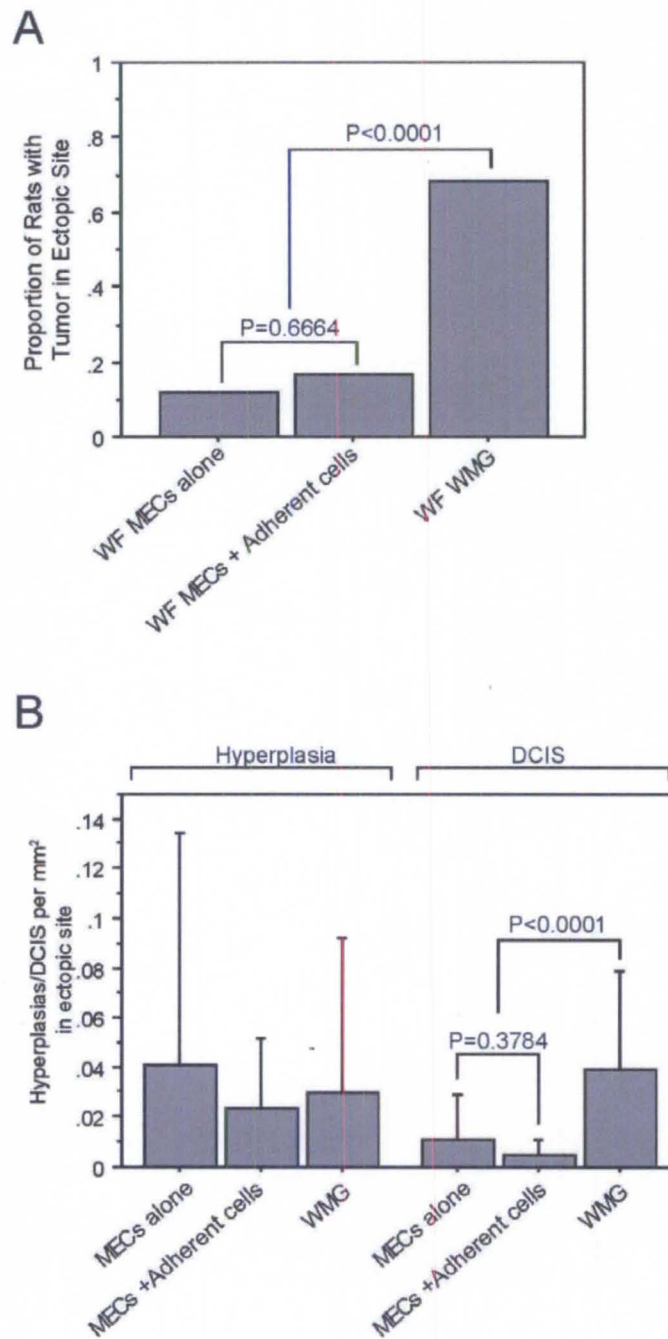 A
Proportion of Rats with
Tumor in Ectopic Site
1
.8
.6
.4
.2
0
P<0.0001
P=0.6664
WF MECs alone
WF MECs + Adherent cells
WF WMG
B
Hyperplasia
DCIS
Hyperplasias/DCIS per mm²
in ectopic site
.14
.12
.1
.08
.06
.04
.02
0
P<0.0001
P=0.3784
MECs alone
MECs +Adherent cells
WMG
MECs alone
MECs +Adherent cells
WMG